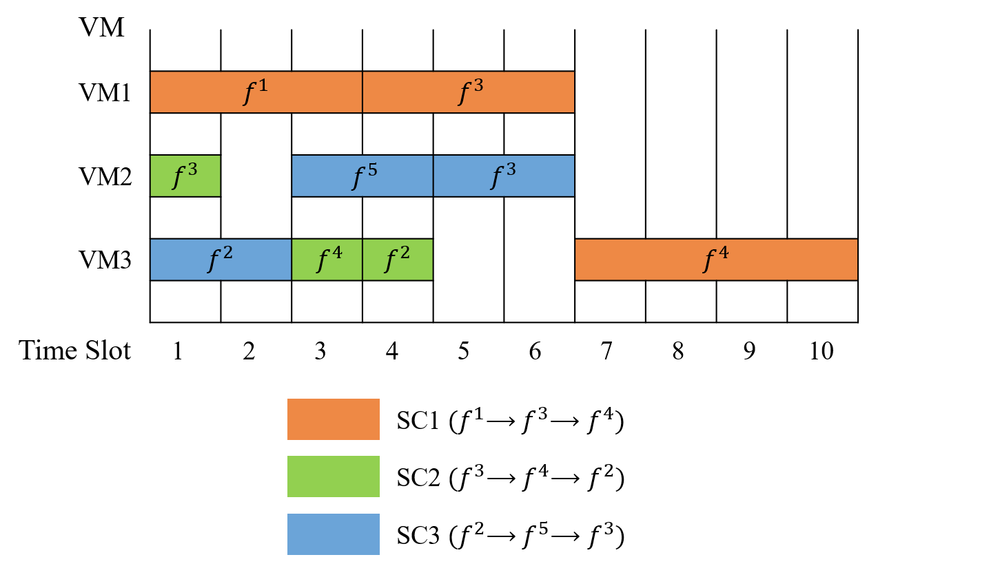 VM
VM1 f¹ f³
VM2 f³ f⁵ f³
VM3 f² f⁴ f² f⁴
Time Slot 1 2 3 4 5 6 7 8 9 10
SC1 (f¹⟶ f³⟶ f⁴)
SC2 (f³⟶ f⁴⟶ f²)
SC3 (f²⟶ f⁵⟶ f³)